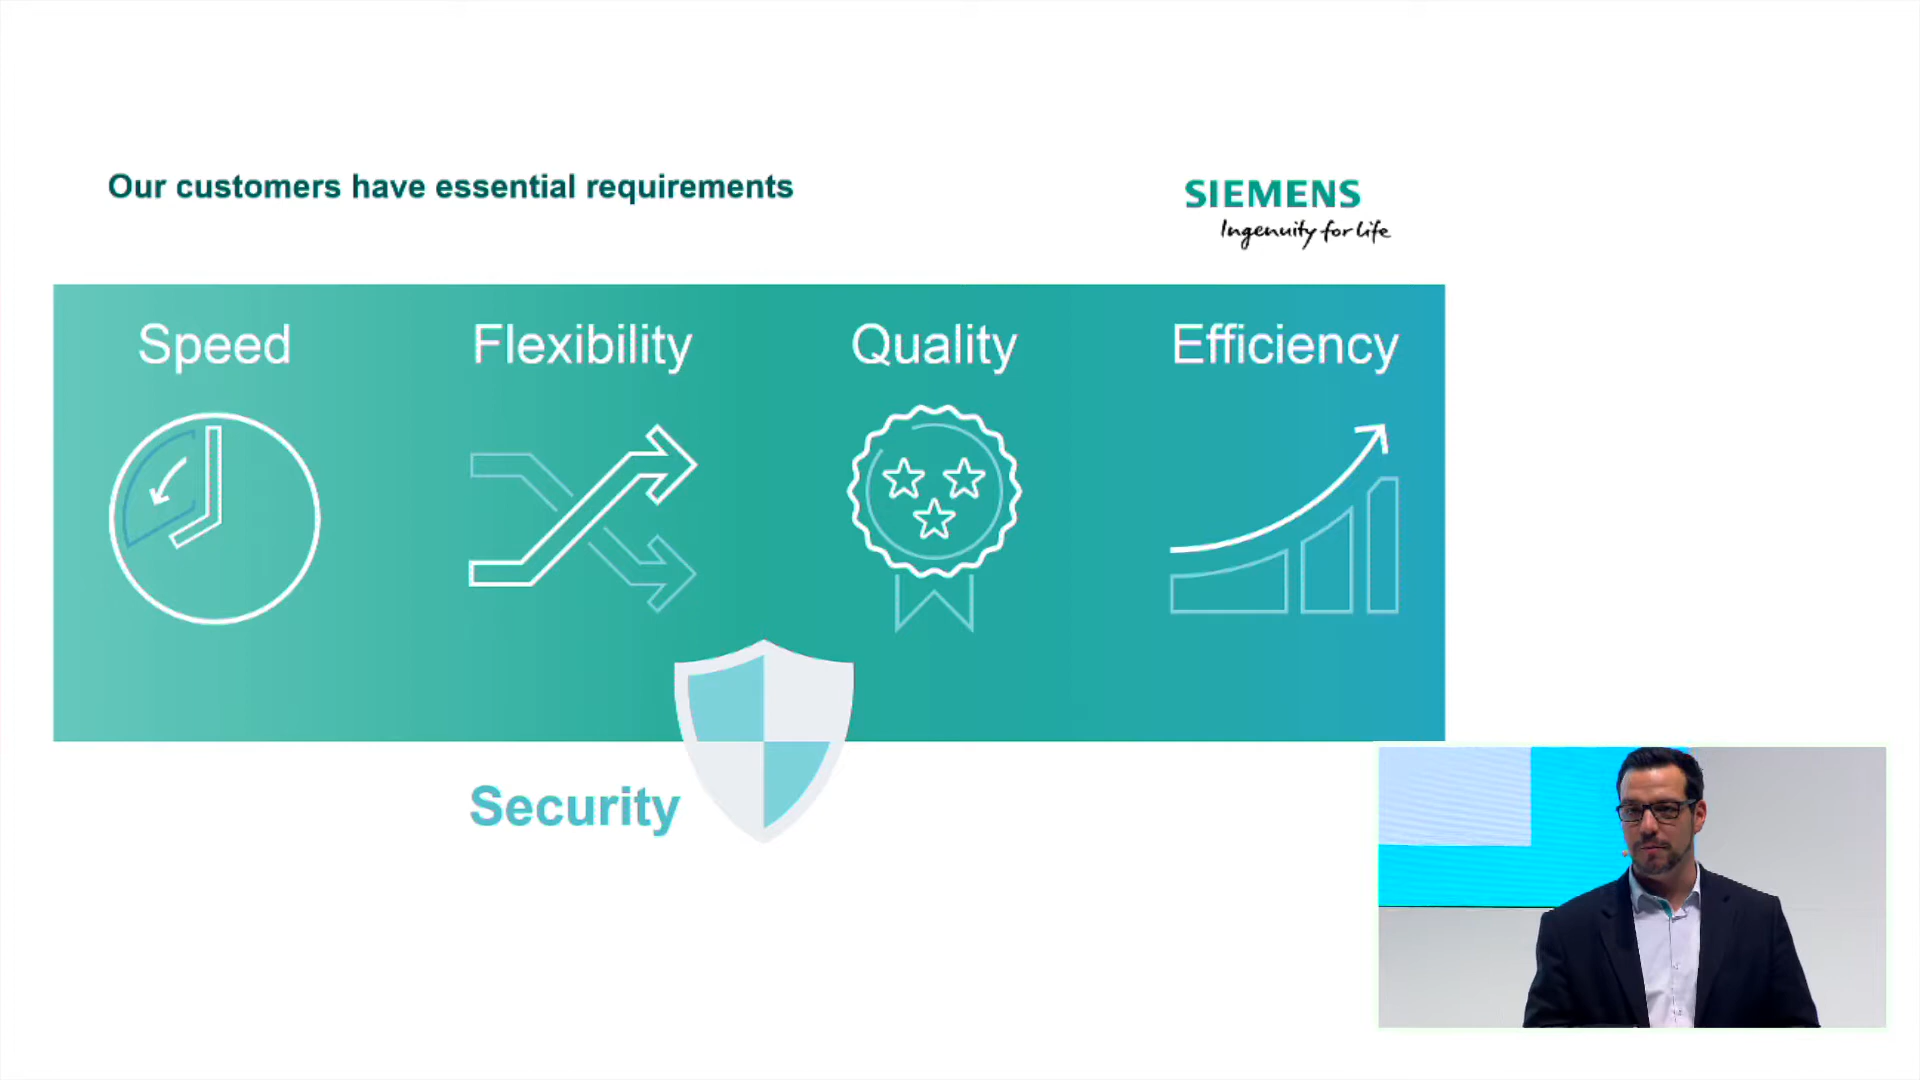 Our customers have essential requirements
SIEMENS
Ingenuity for life
Speed
Flexibility
Quality
Efficiency
Security